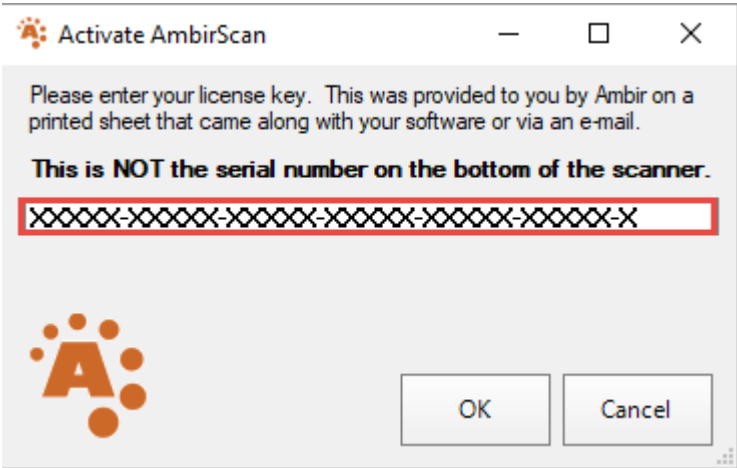 Activate AmbirScan
Please enter your license key.  This was provided to you by Ambir on a
printed sheet that came along with your software or via an e-mail.
This is NOT the serial number on the bottom of the scanner.
XXXXX-XXXXX-XXXXX-XXXXX-XXXXX-XXXXX-X
A
OK
Cancel